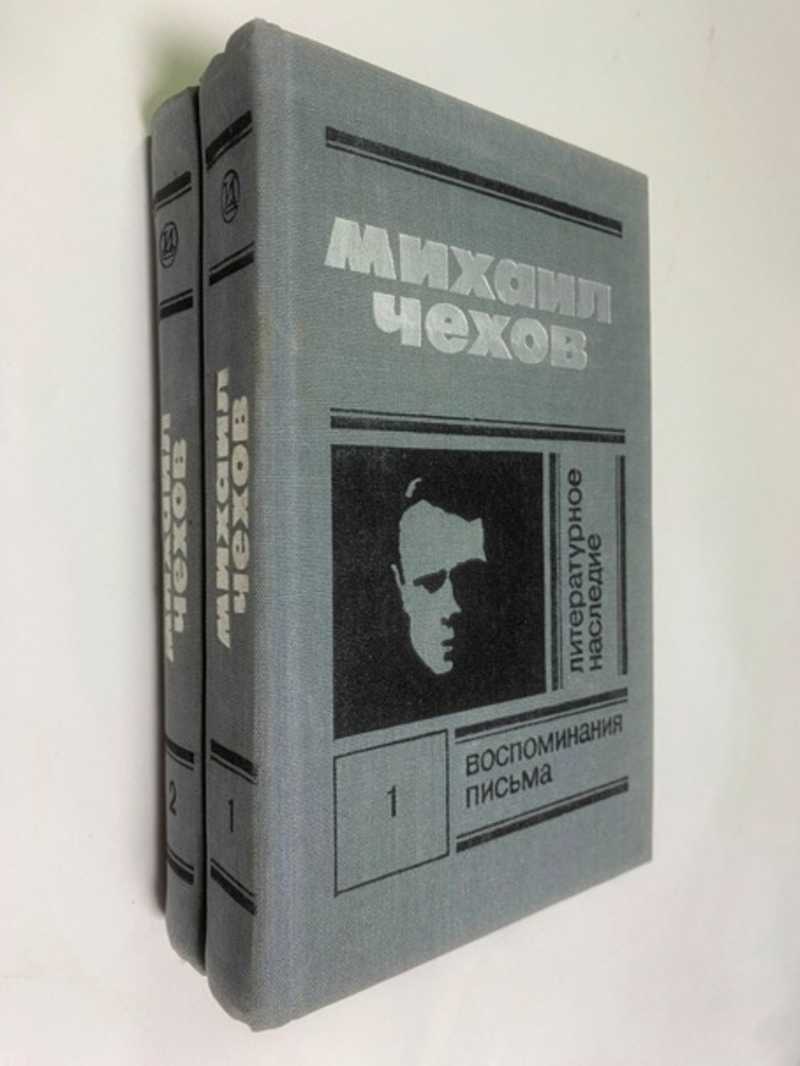 михаил
чехов
литературное
наследие
1
воспоминания
письма
михаил
чехов
1
михаил
чехов
2